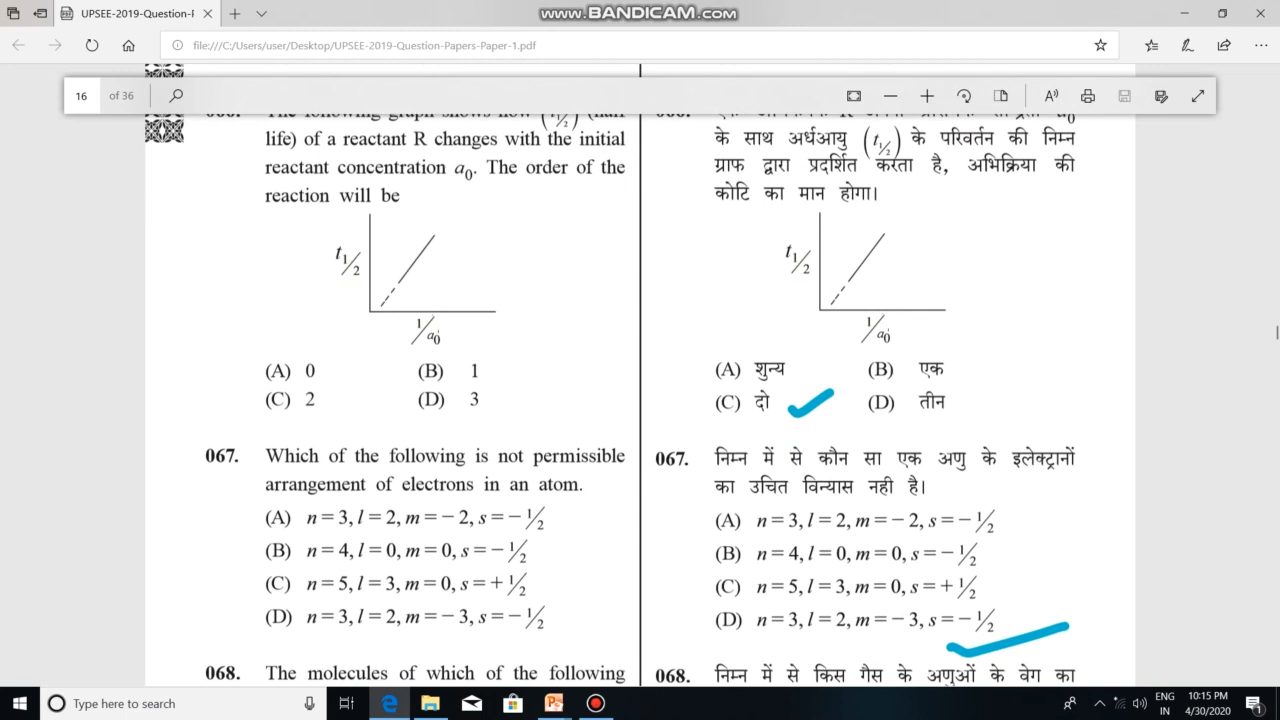 UPSEE-2019-Question-P
www.BANDICAM.com
file:///C:/Users/user/Desktop/UPSEE-2019-Question-Papers-Paper-1.pdf
16 of 36
life) of a reactant R changes with the initial
reactant concentration a₀. The order of the
reaction will be
t₁/₂
1/a₀
(A) 0 (B) 1
(C) 2 (D) 3
067. Which of the following is not permissible
arrangement of electrons in an atom.
(A) n = 3, l = 2, m = − 2, s = − 1/2
(B) n = 4, l = 0, m = 0, s = − 1/2
(C) n = 5, l = 3, m = 0, s = + 1/2
(D) n = 3, l = 2, m = − 3, s = − 1/2
068. The molecules of which of the following
के साथ अर्धआयु (t₁/₂) के परिवर्तन की निम्न
ग्राफ द्वारा प्रदर्शित करता है, अभिक्रिया की
कोटि का मान होगा।
t₁/₂
1/a₀
(A) शुन्य (B) एक
(C) दो (D) तीन
067. निम्न में से कौन सा एक अणु के इलेक्ट्रानों
का उचित विन्यास नही है।
(A) n = 3, l = 2, m = − 2, s = − 1/2
(B) n = 4, l = 0, m = 0, s = − 1/2
(C) n = 5, l = 3, m = 0, s = + 1/2
(D) n = 3, l = 2, m = − 3, s = − 1/2
068. निम्न में से किस गैस के अणुओं के वेग का
Type here to search
ENG 10:15 PM
IN 4/30/2020